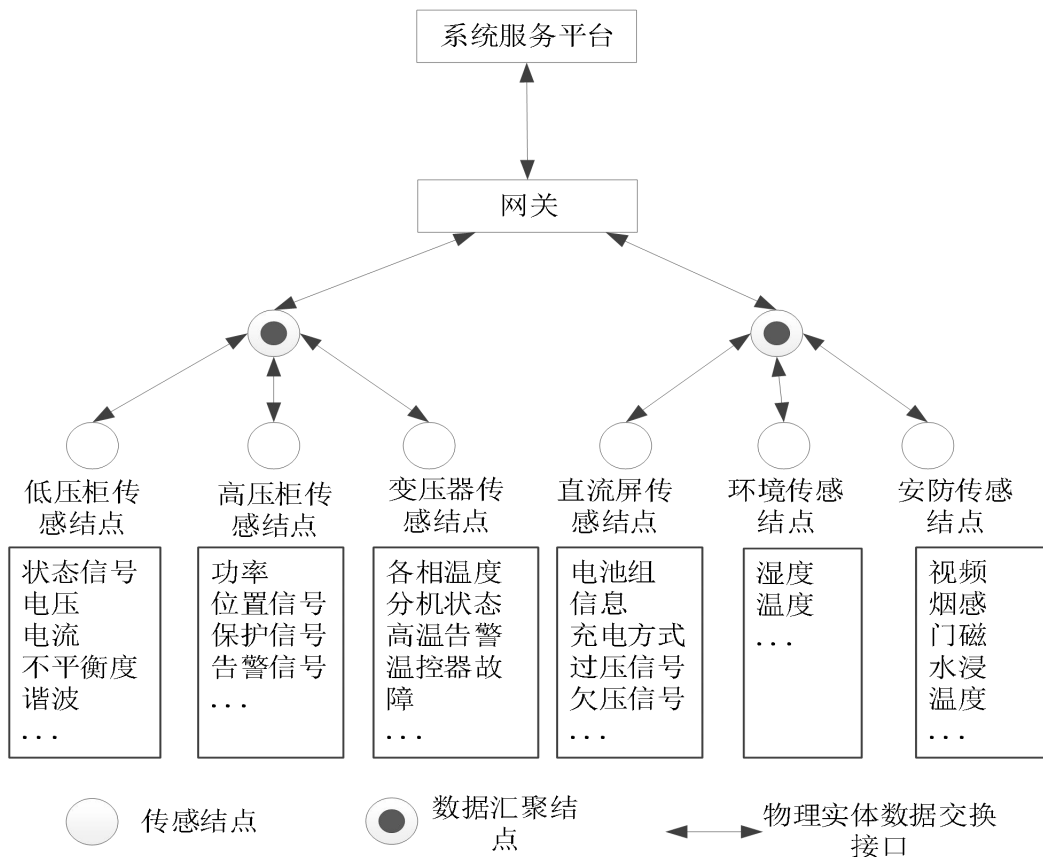 系统服务平台
网关
低压柜传
感结点
高压柜传
感结点
变压器传
感结点
直流屏传
感结点
环境传感
结点
安防传感
结点
状态信号
电压
电流
不平衡度
谐波
...
功率
位置信号
保护信号
告警信号
...
各相温度
分机状态
高温告警
温控器故
障
...
电池组
信息
充电方式
过压信号
欠压信号
...
湿度
温度
...
视频
烟感
门磁
水浸
温度
...
传感结点
数据汇聚结
点
物理实体数据交换
接口